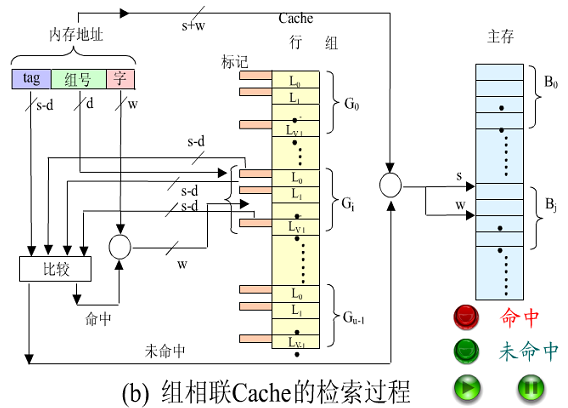 Cache
s+w
内存地址
行 组
主存
标记
tag 组号 字
L₀
B₀
s-d d w
L₁
G₀
Lᵥ₋₁
s-d
L₀
s-d
L₁
s
s-d
Gᵢ
w
Bⱼ
Lᵥ₋₁
w
比较
L₀
命中
L₁
Gᵤ₋₁
命中
未命中
Lᵥ₋₁
未命中
(b) 组相联Cache的检索过程